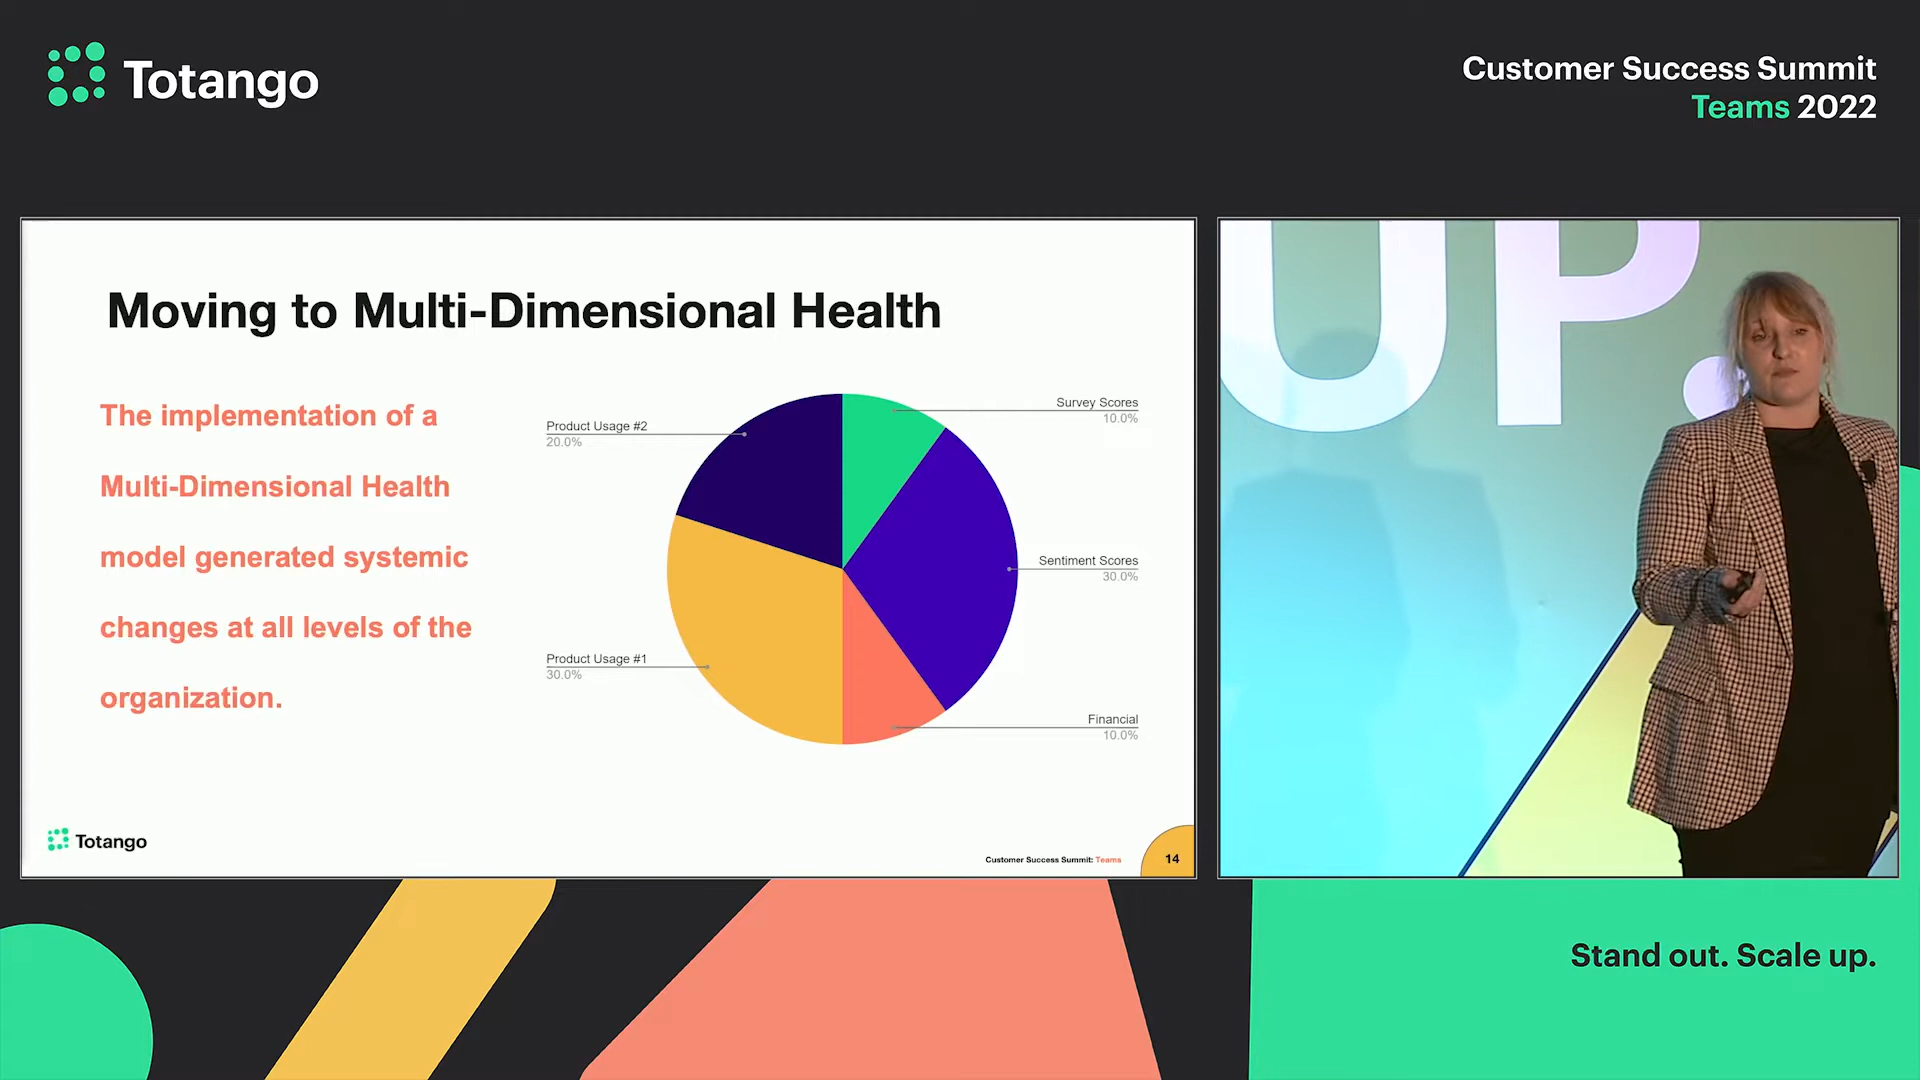 Totango
Customer Success Summit
Teams 2022
Moving to Multi-Dimensional Health
The implementation of a
Multi-Dimensional Health
model generated systemic
changes at all levels of the
organization.
Product Usage #2
20.0%
Product Usage #1
30.0%
Survey Scores
10.0%
Sentiment Scores
30.0%
Financial
10.0%
Totango
Customer Success Summit: Teams
14
UP.
Stand out. Scale up.